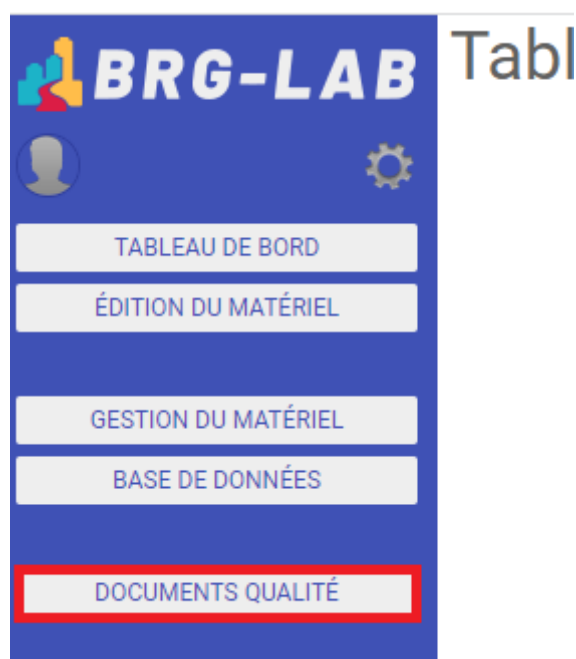 BRG-LAB
Tabl
TABLEAU DE BORD
ÉDITION DU MATÉRIEL
GESTION DU MATÉRIEL
BASE DE DONNÉES
DOCUMENTS QUALITÉ